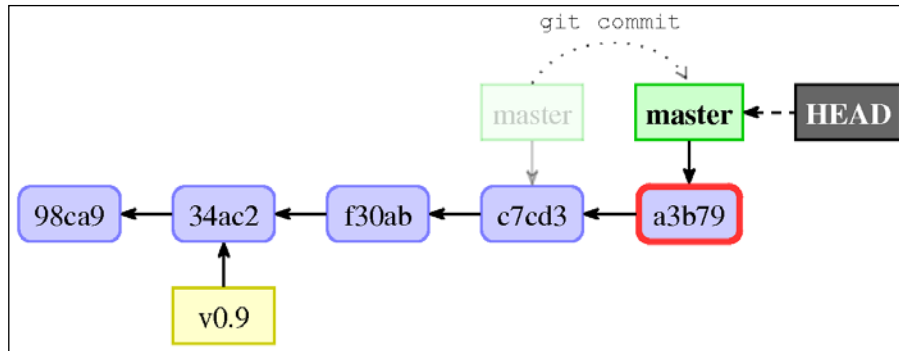 git commit
master
master
HEAD
98ca9
34ac2
f30ab
c7cd3
a3b79
v0.9